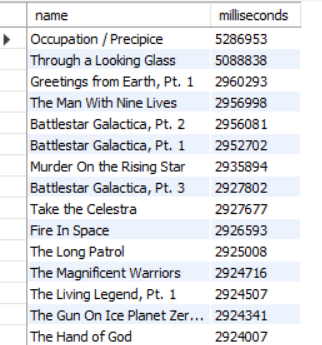 name milliseconds
Occupation / Precipice 5286953
Through a Looking Glass 5088838
Greetings from Earth, Pt. 1 2960293
The Man With Nine Lives 2956998
Battlestar Galactica, Pt. 2 2956081
Battlestar Galactica, Pt. 1 2952702
Murder On the Rising Star 2935894
Battlestar Galactica, Pt. 3 2927802
Take the Celestra 2927677
Fire In Space 2926593
The Long Patrol 2925008
The Magnificent Warriors 2924716
The Living Legend, Pt. 1 2924507
The Gun On Ice Planet Zer... 2924341
The Hand of God 2924007